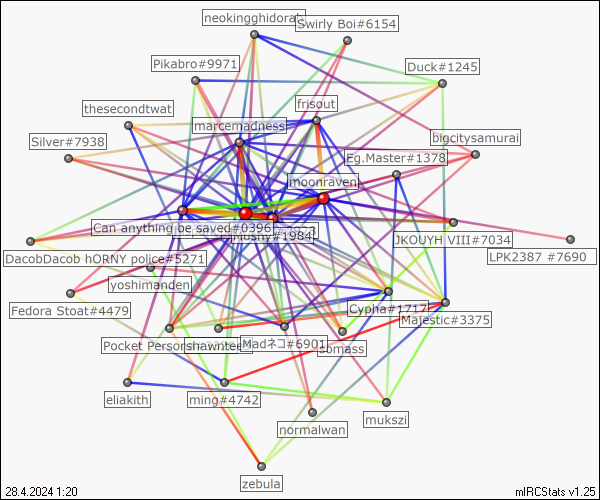 neokingghidorah
Swirly Boi#6154
Pikabro#9971
Duck#1245
thesecondtwat
frisout
marcemadness
Silver#7938
bigcitysamurai
Eg.Master#1378
moonraven
Can anything be saved#0396
Mushy#1984
JKOUYH VIII#7034
DacobDacob hORNY police#5271
LPK2387 #7690
yoshimanden
Fedora Stoat#4479
Cypha#1717
Majestic#3375
Pocket Person
shawntee
Madネコ#6901
somass
eliakith
ming#4742
mukszi
normalwan
zebula
28.4.2024 1:20
mIRCStats v1.25